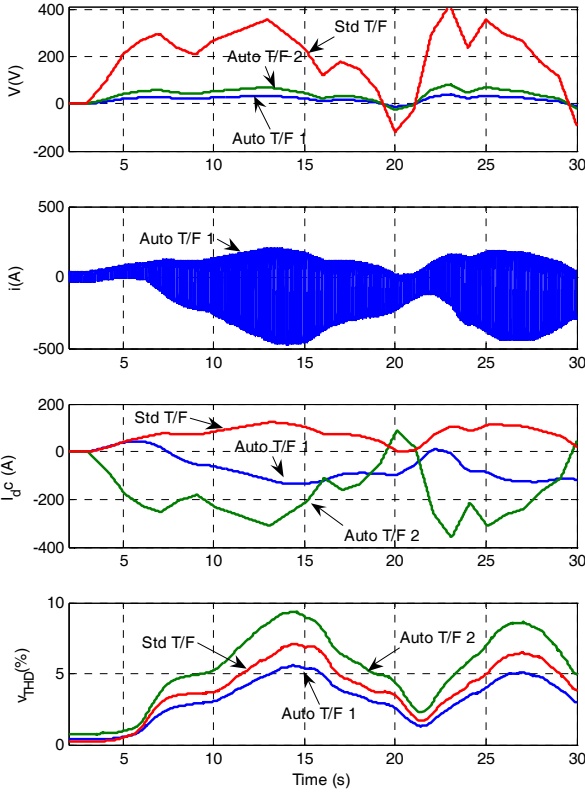 400
200
0
-200
V(V)
Std T/F
Auto T/F 2
Auto T/F 1
5 10 15 20 25 30
500
0
-500
i(A)
Auto T/F 1
5 10 15 20 25 30
200
0
-200
-400
I_dc (A)
Std T/F
Auto T/F 1
Auto T/F 2
5 10 15 20 25 30
10
5
0
v_THD(%)
Std T/F
Auto T/F 2
Auto T/F 1
5 10 15 20 25 30
Time (s)